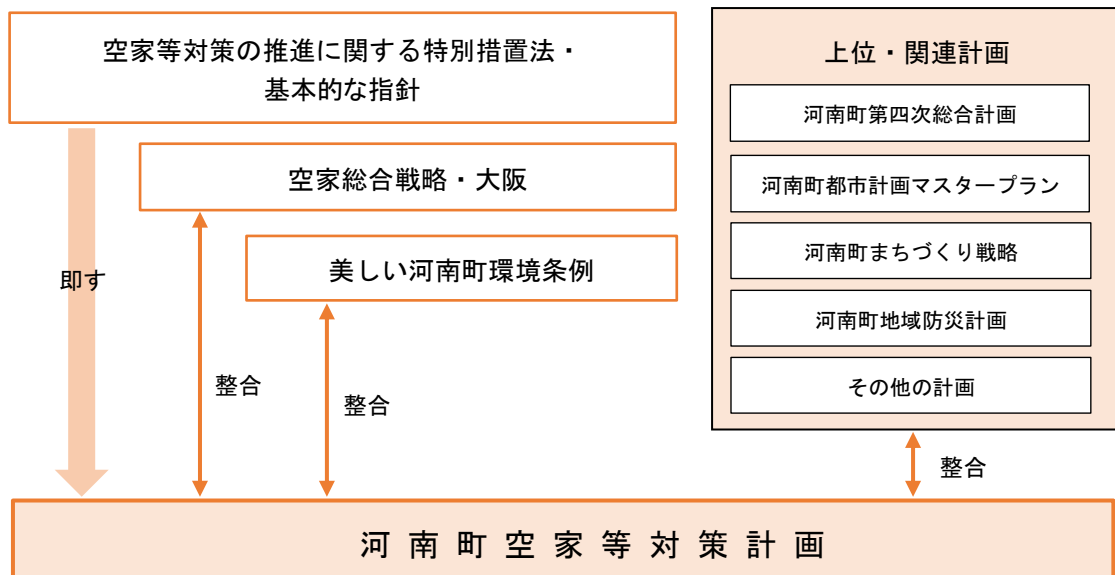 空家等対策の推進に関する特別措置法・
基本的な指針
空家総合戦略・大阪
美しい河南町環境条例
即す
整合
整合
上位・関連計画
河南町第四次総合計画
河南町都市計画マスタープラン
河南町まちづくり戦略
河南町地域防災計画
その他の計画
整合
河南町空家等対策計画